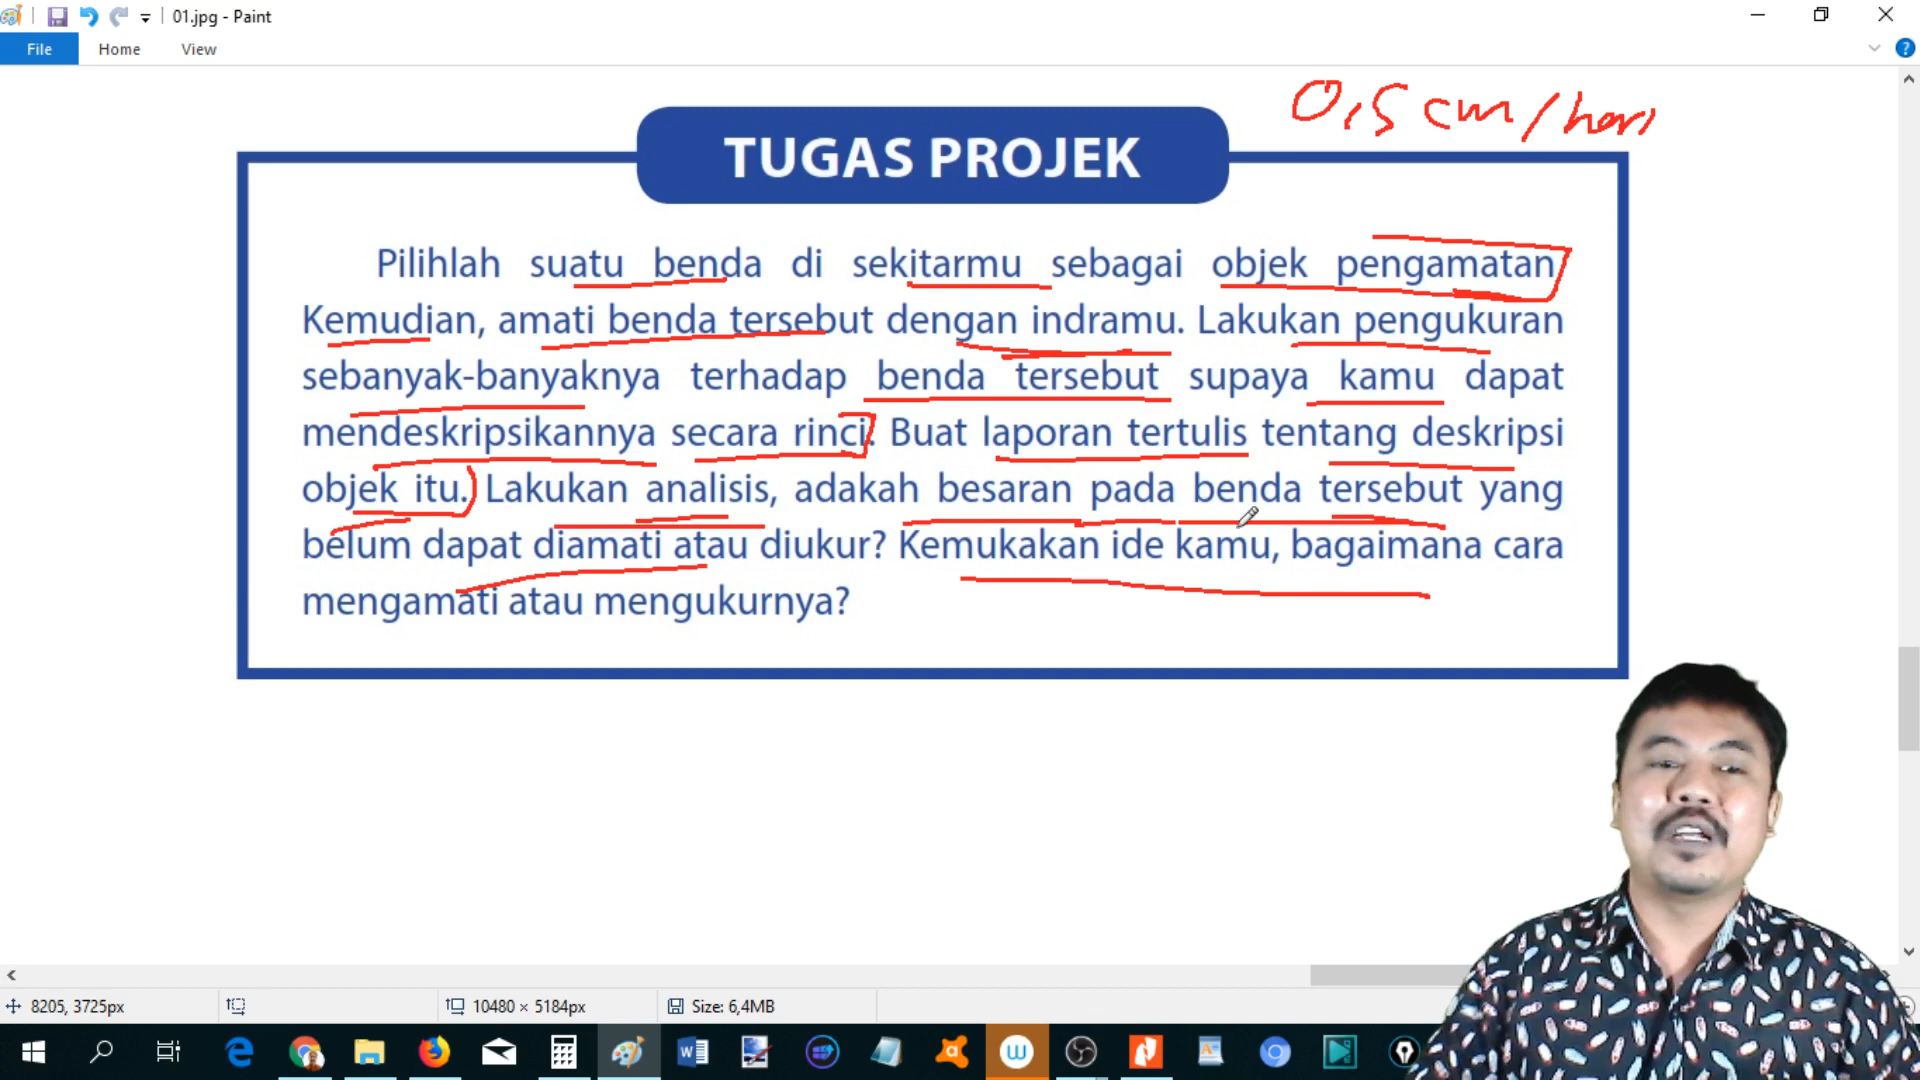 01.jpg - Paint
File Home View
0,5 cm/hari
TUGAS PROJEK
Pilihlah suatu benda di sekitarmu sebagai objek pengamatan
Kemudian, amati benda tersebut dengan indramu. Lakukan pengukuran
sebanyak-banyaknya terhadap benda tersebut supaya kamu dapat
mendeskripsikannya secara rinci. Buat laporan tertulis tentang deskripsi
objek itu. Lakukan analisis, adakah besaran pada benda tersebut yang
belum dapat diamati atau diukur? Kemukakan ide kamu, bagaimana cara
mengamati atau mengukurnya?
8205, 3725px 10480 × 5184px Size: 6,4MB